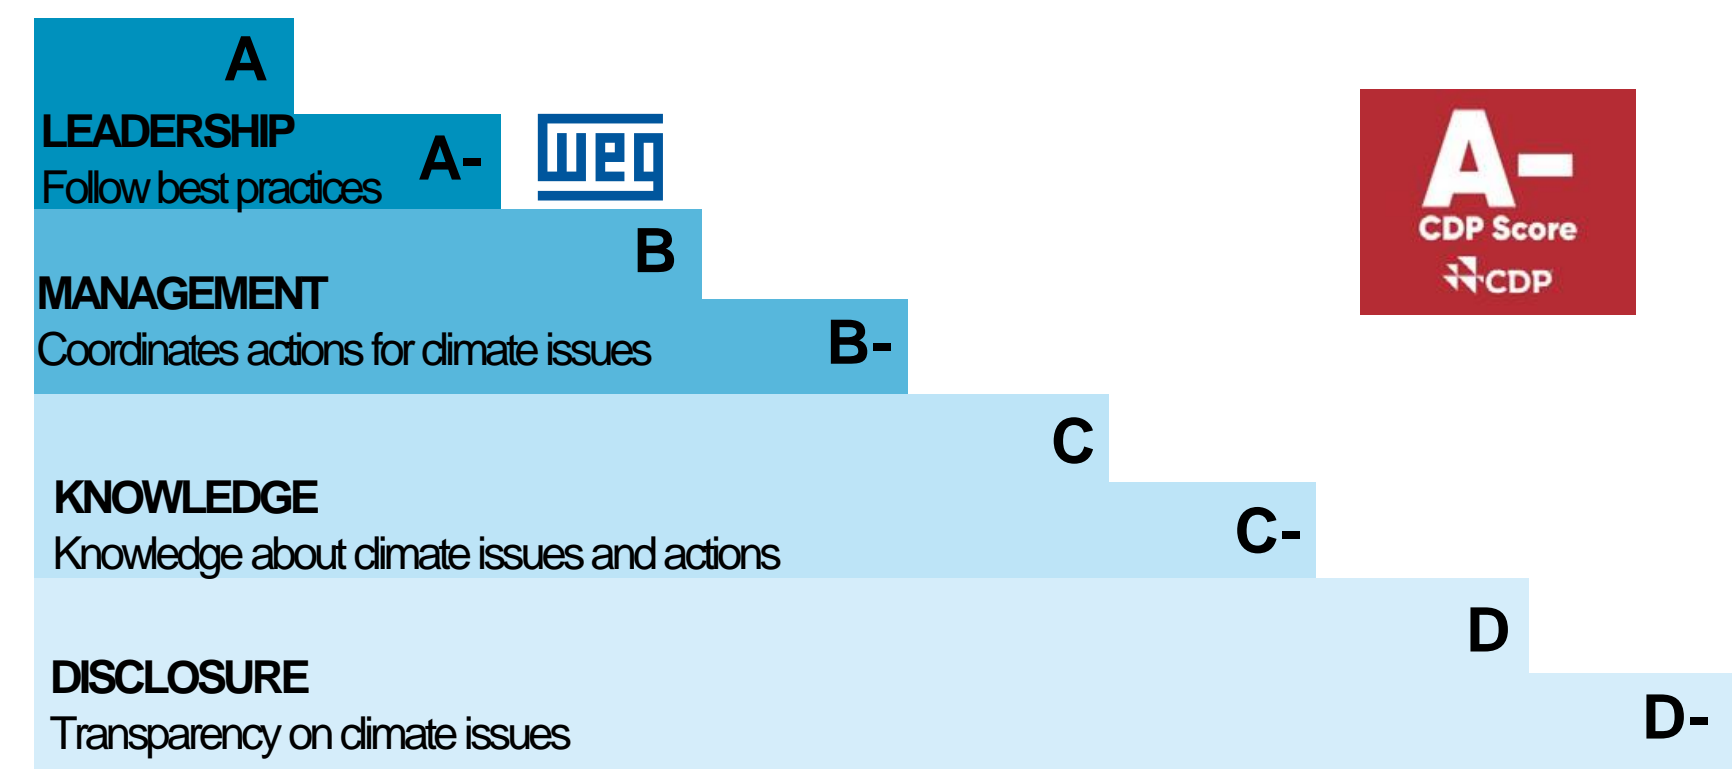 A
LEADERSHIP
Follow best practices
A-
weg
A-
CDP Score
CDP
B
MANAGEMENT
Coordinates actions for climate issues
B-
C
KNOWLEDGE
Knowledge about climate issues and actions
C-
D
DISCLOSURE
Transparency on climate issues
D-